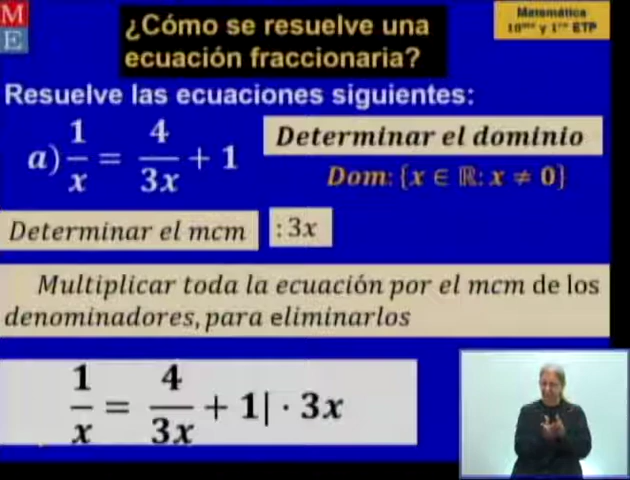 M
E
¿Cómo se resuelve una
ecuación fraccionaria?
Matemática
10mo y 1ro ETP
Resuelve las ecuaciones siguientes:
a) 1/x = 4/3x + 1
Determinar el dominio
Dom: {x ∈ ℝ: x ≠ 0}
Determinar el mcm
: 3x
Multiplicar toda la ecuación por el mcm de los
denominadores, para eliminarlos
1/x = 4/3x + 1| · 3x